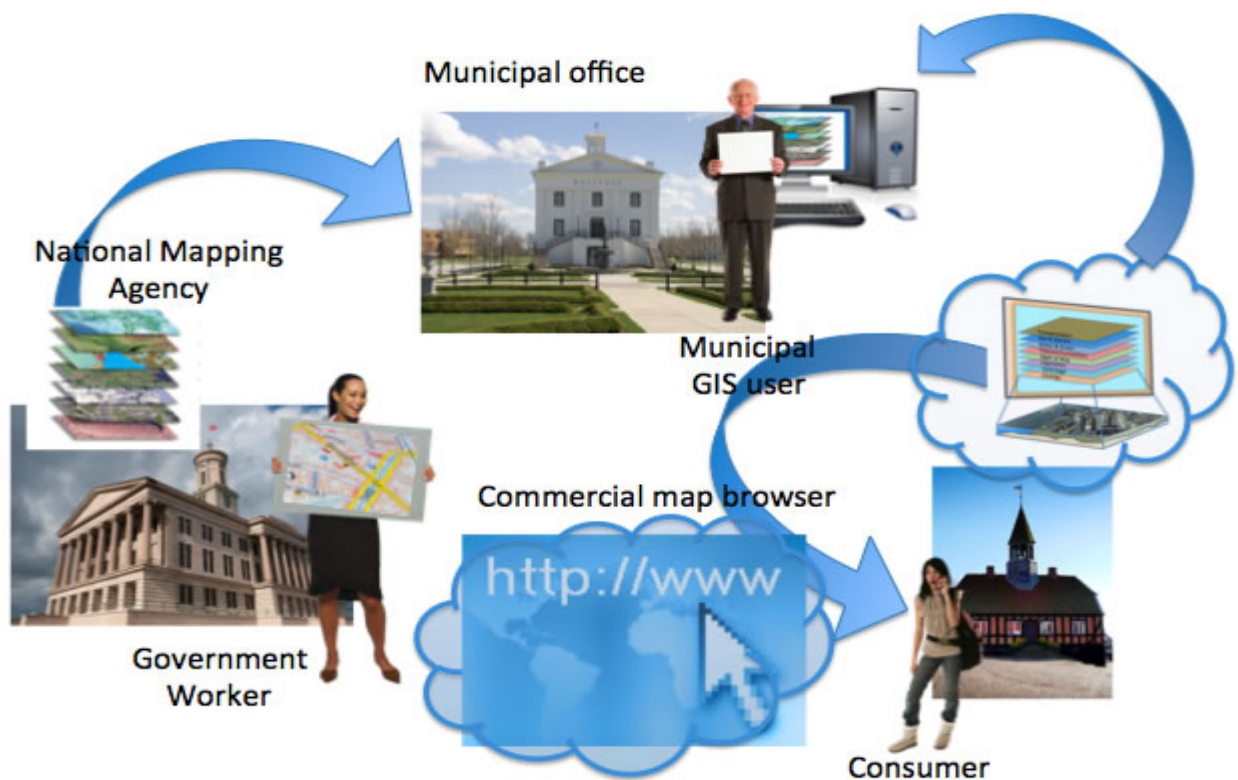 Municipal office
National Mapping
Agency
Municipal
GIS user
Commercial map browser
http://www
Government
Worker
Consumer